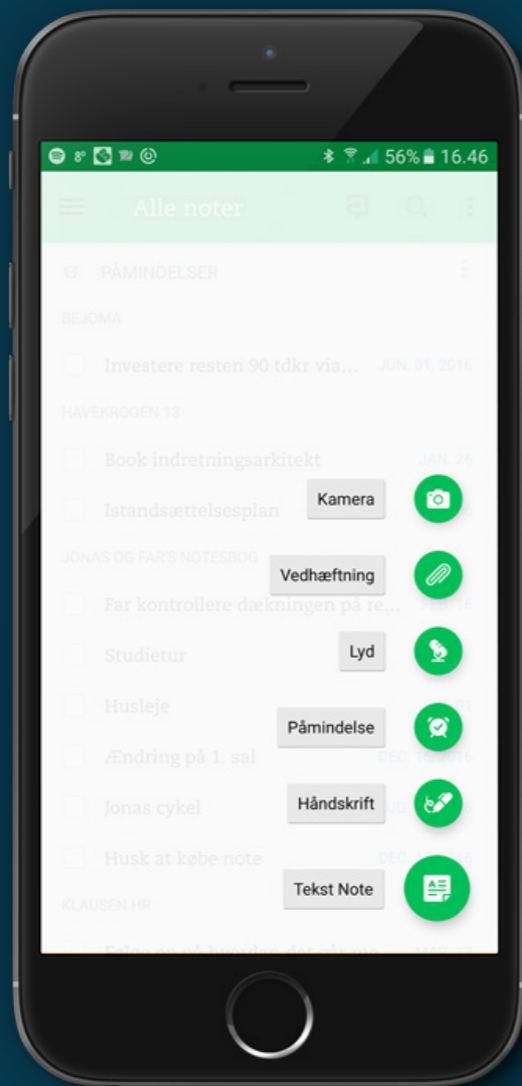 8° 56% 16.46
Alle noter
PÅMINDELSER
BEJOMA
Investere resten 90 tdkr via... JUN. 01, 2016
HAVEKROGEN 13
Book indretningsarkitekt JAN. 26
Istandsættelsesplan
Kamera
JONAS OG FARS NOTESBOG
Vedhæftning
Far kontrollere dækningen på re... FEB. 16
Studietur
Lyd
Husleje
Påmindelse
Ændring på 1. sal DEC. 16, 2016
Jonas cykel
Håndskrift
Husk at købe note
Tekst Note
KLAUSEN HR